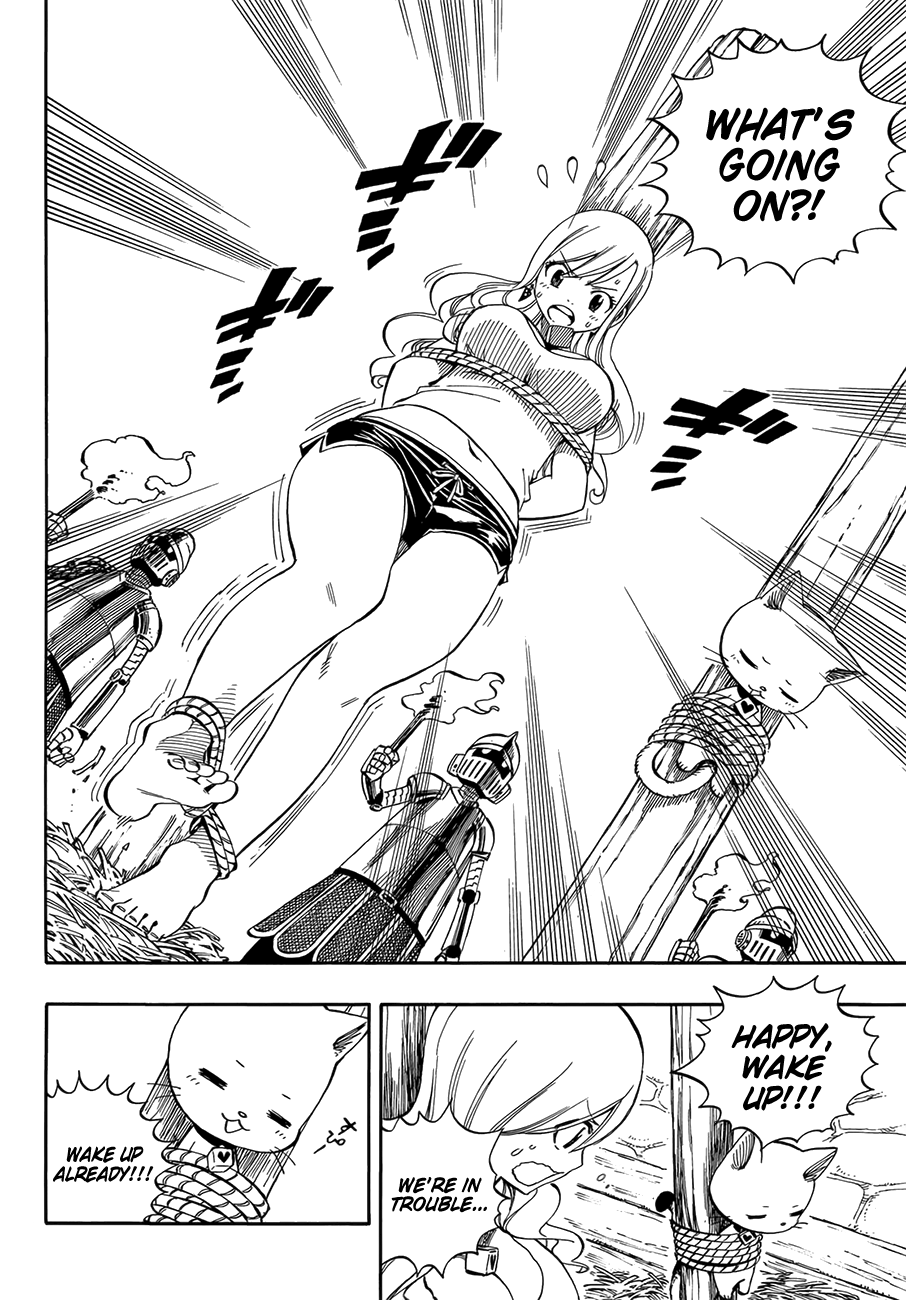 WHAT'S
GOING
ON?!
ギ
ギ
ギ
HAPPY,
WAKE
UP!!!
WE'RE IN
TROUBLE...
WAKE UP
ALREADY!!!